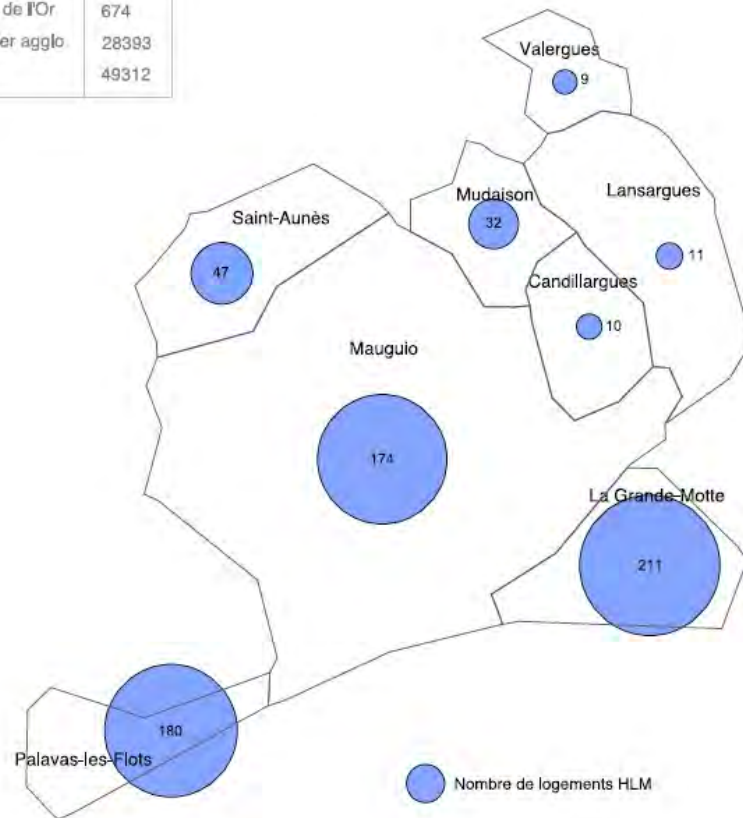 de l'Or 674
er agglo 28393
49312
Valergues
9
Mudaison
32
Lansargues
11
Saint-Aunès
47
Candillargues
10
Mauguio
174
La Grande-Motte
211
180
Palavas-les-Flots
Nombre de logements HLM